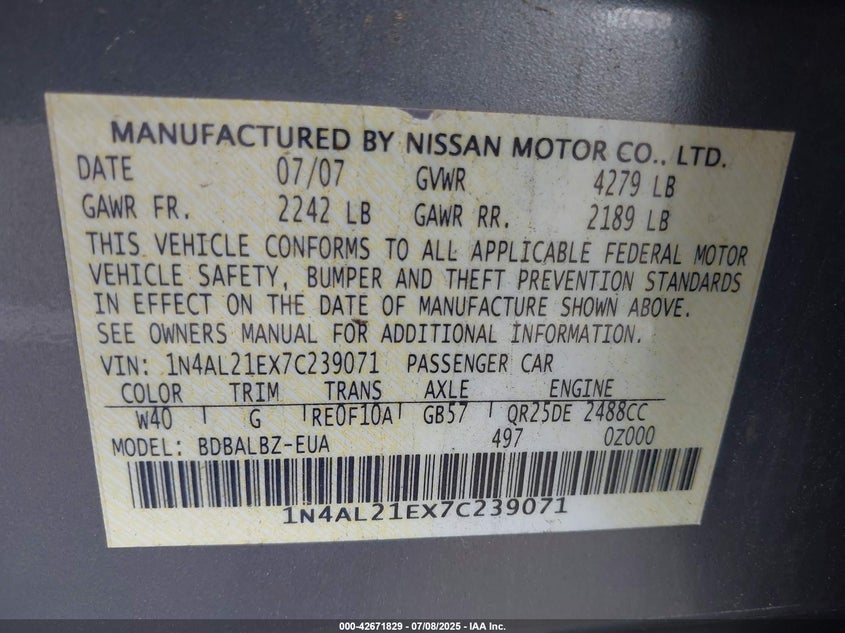 MANUFACTURED BY NISSAN MOTOR CO., LTD.
DATE 07/07 GVWR 4279 LB
GAWR FR. 2242 LB GAWR RR. 2189 LB
THIS VEHICLE CONFORMS TO ALL APPLICABLE FEDERAL MOTOR
VEHICLE SAFETY, BUMPER AND THEFT PREVENTION STANDARDS
IN EFFECT ON THE DATE OF MANUFACTURE SHOWN ABOVE.
SEE OWNERS MANUAL FOR ADDITIONAL INFORMATION.
VIN: 1N4AL21EX7C239071 PASSENGER CAR
COLOR TRIM TRANS AXLE ENGINE
W40 G RE0F10A GB57 QR25DE 2488CC
MODEL: BDBALBZ-EUA 497 0Z000
1N4AL21EX7C239071
000-42671829 - 07/08/2025 - IAA Inc.